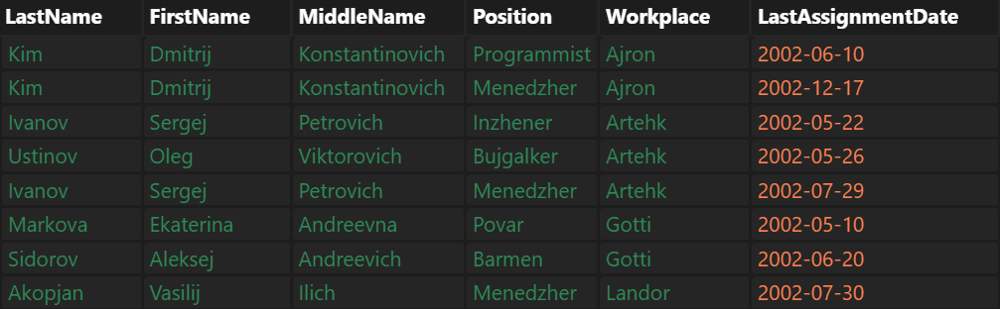 LastName FirstName MiddleName Position Workplace LastAssignmentDate
Kim Dmitrij Konstantinovich Programmist Ajron 2002-06-10
Kim Dmitrij Konstantinovich Menedzher Ajron 2002-12-17
Ivanov Sergej Petrovich Inzhener Artehk 2002-05-22
Ustinov Oleg Viktorovich Bujgalker Artehk 2002-05-26
Ivanov Sergej Petrovich Menedzher Artehk 2002-07-29
Markova Ekaterina Andreevna Povar Gotti 2002-05-10
Sidorov Aleksej Andreevich Barmen Gotti 2002-06-20
Akopjan Vasilij Ilich Menedzher Landor 2002-07-30